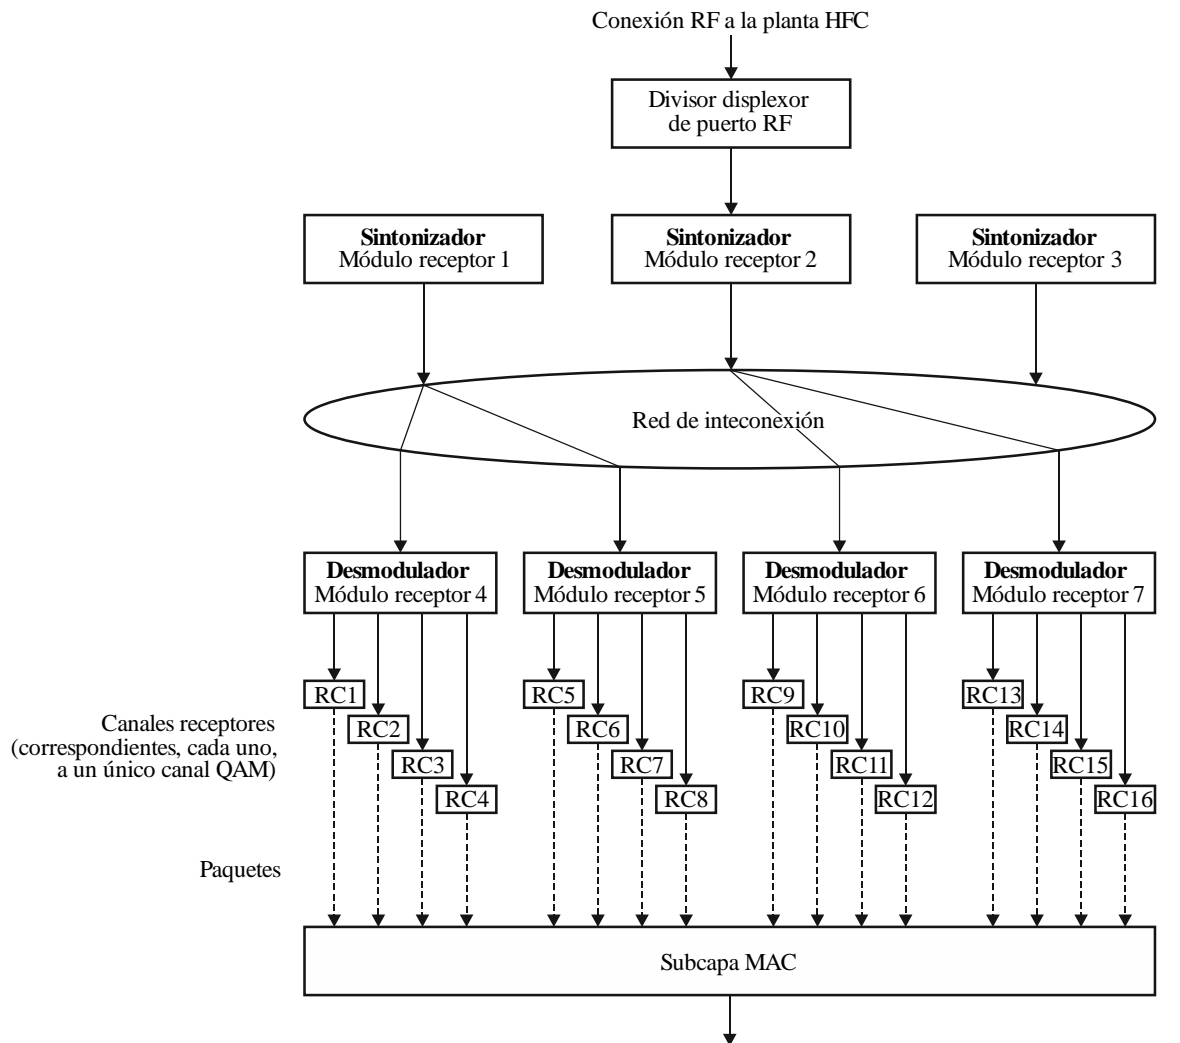 Conexión RF a la planta HFC
Divisor displexor
de puerto RF
Sintonizador
Módulo receptor 1
Sintonizador
Módulo receptor 2
Sintonizador
Módulo receptor 3
Red de inteconexión
Desmodulador
Módulo receptor 4
Desmodulador
Módulo receptor 5
Desmodulador
Módulo receptor 6
Desmodulador
Módulo receptor 7
RC1
RC2
RC3
RC4
RC5
RC6
RC7
RC8
RC9
RC10
RC11
RC12
RC13
RC14
RC15
RC16
Canales receptores
(correspondientes, cada uno,
a un único canal QAM)
Paquetes
Subcapa MAC